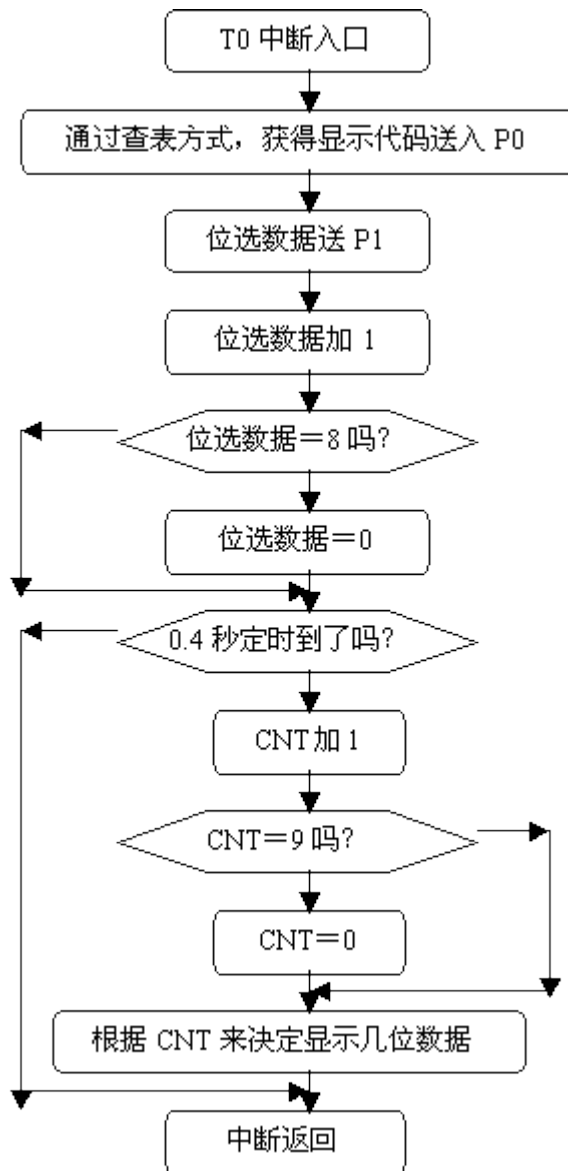 T0 中断入口
通过查表方式，获得显示代码送入 P0
位选数据送 P1
位选数据加 1
位选数据＝8 吗？
位选数据＝0
0.4 秒定时到了吗？
CNT 加 1
CNT＝9 吗？
CNT＝0
根据 CNT 来决定显示几位数据
中断返回